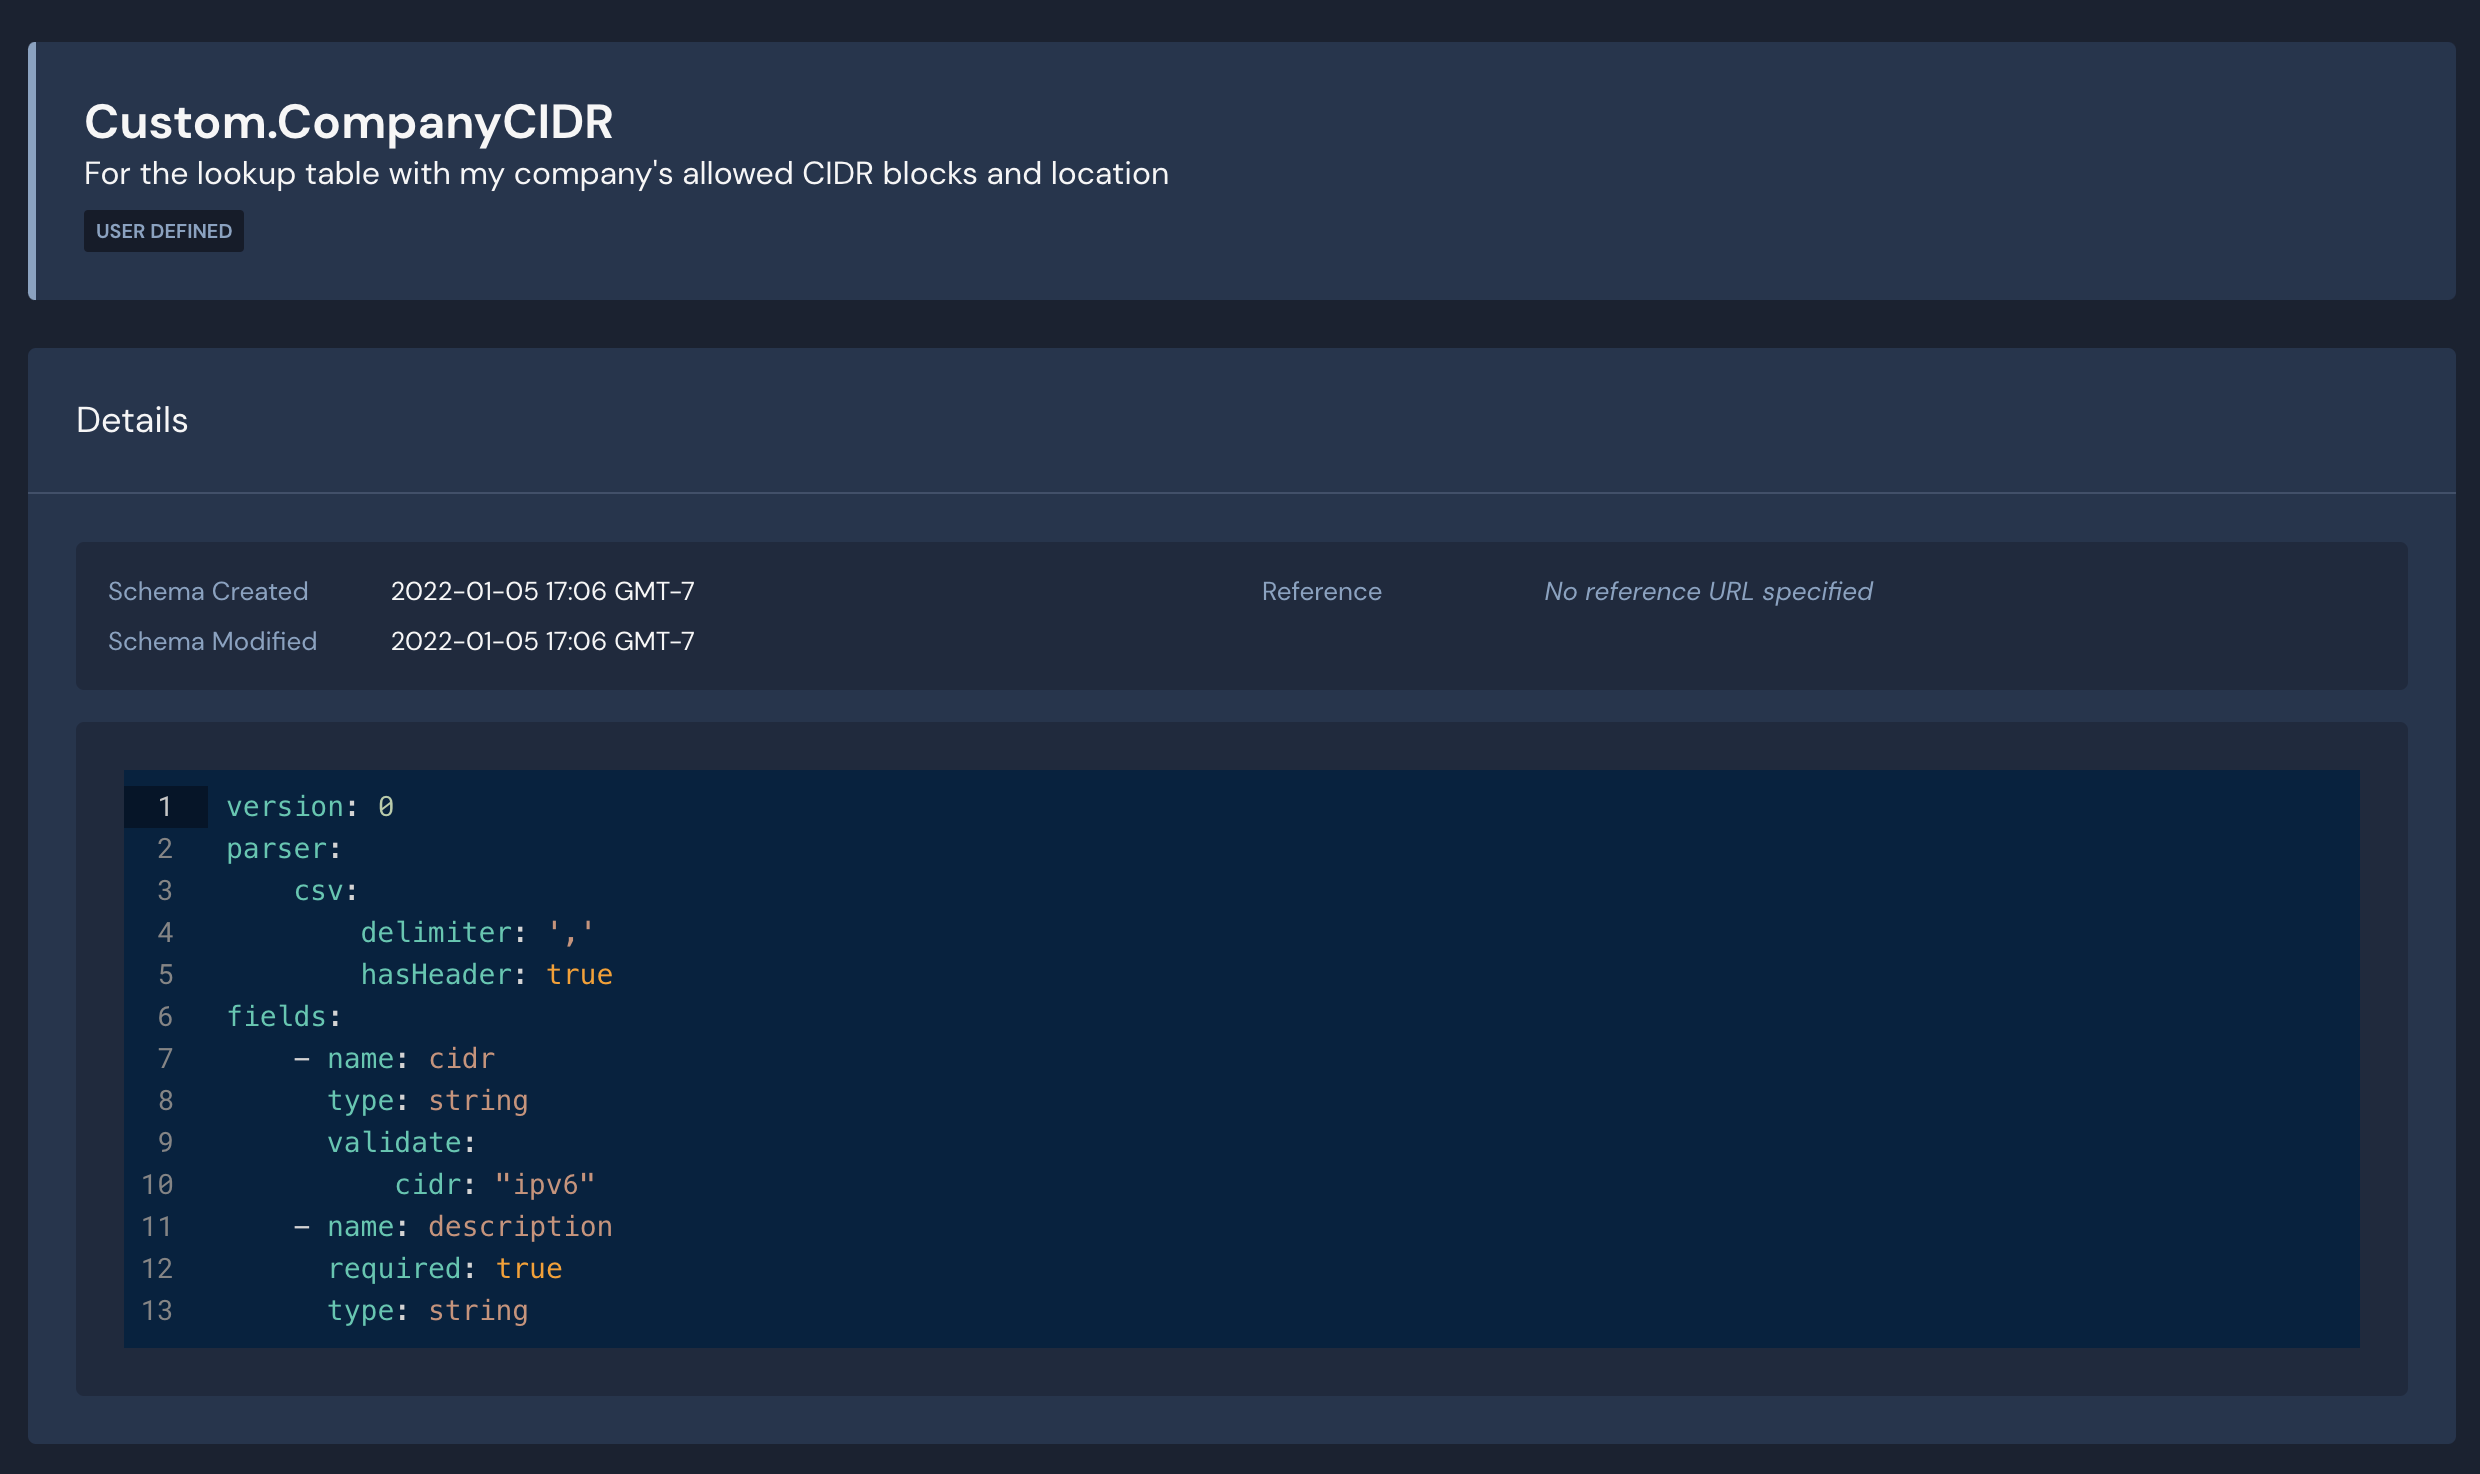 Custom.CompanyCIDR
For the lookup table with my company's allowed CIDR blocks and location
USER DEFINED
Details
Schema Created 2022-01-05 17:06 GMT-7 Reference No reference URL specified
Schema Modified 2022-01-05 17:06 GMT-7
1 version: 0
2 parser:
3     csv:
4         delimiter: ','
5         hasHeader: true
6 fields:
7     - name: cidr
8       type: string
9       validate:
10           cidr: "ipv6"
11     - name: description
12       required: true
13       type: string